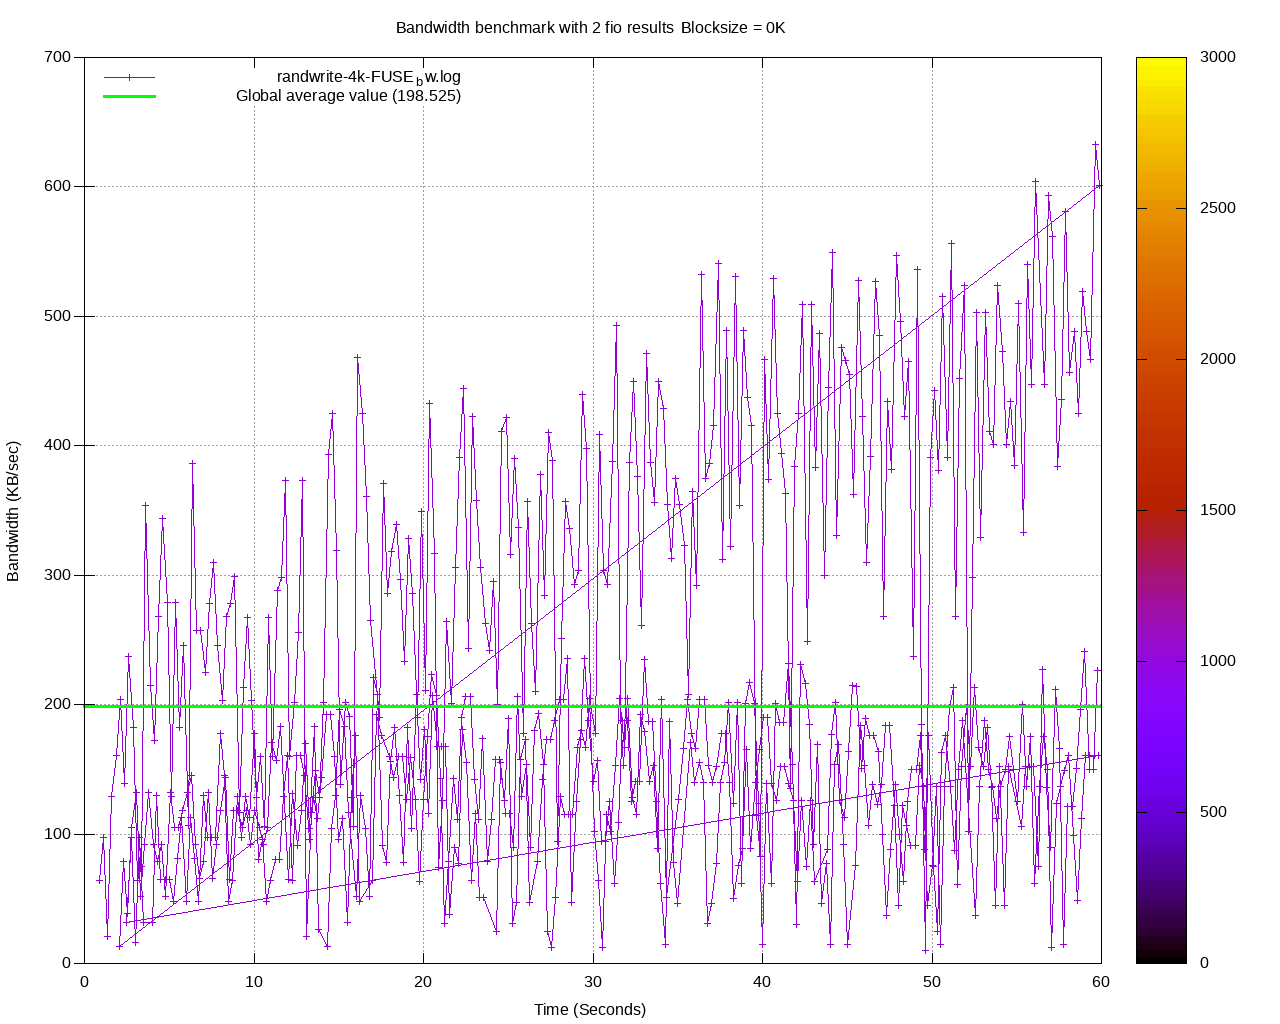 Bandwidth benchmark with 2 fio results Blocksize = 0K
randwrite-4k-FUSE_bw.log
Global average value (198.525)
700
600
500
400
300
200
100
0
Bandwidth (KB/sec)
0 10 20 30 40 50 60
Time (Seconds)
3000
2500
2000
1500
1000
500
0